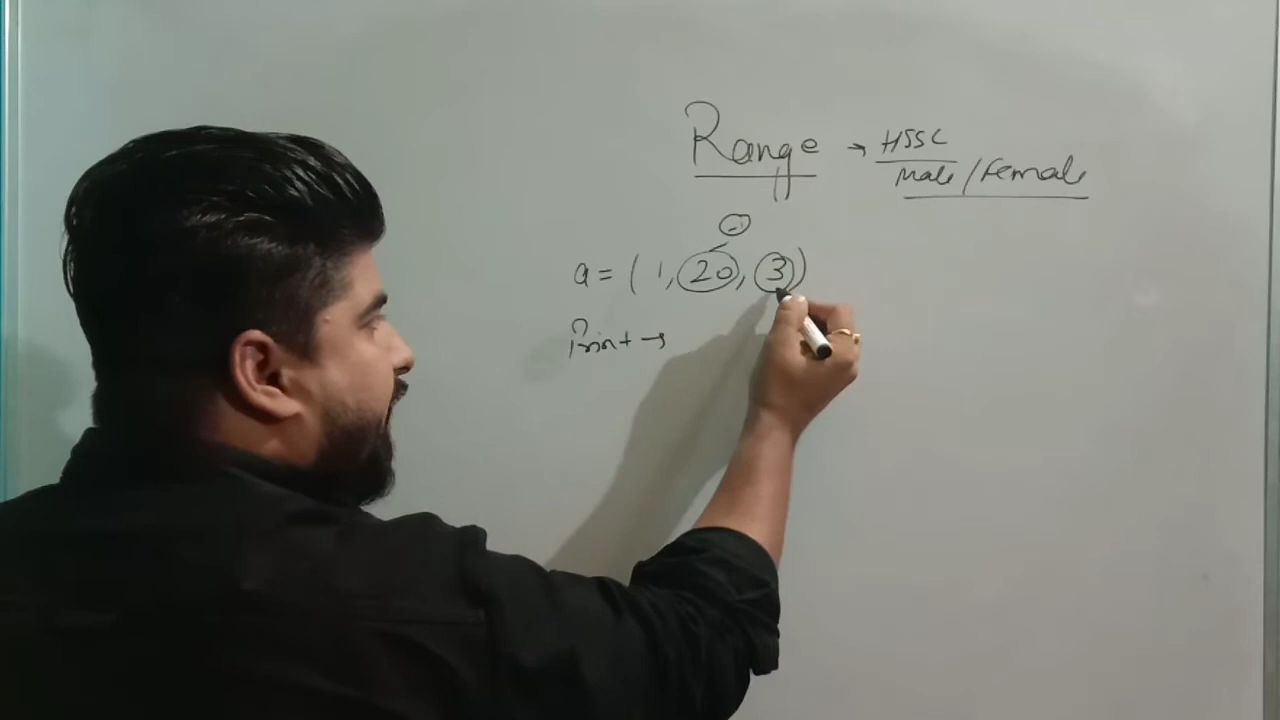 Range → HSSC
Male/Female
a = (1, 20, 3)
Print →